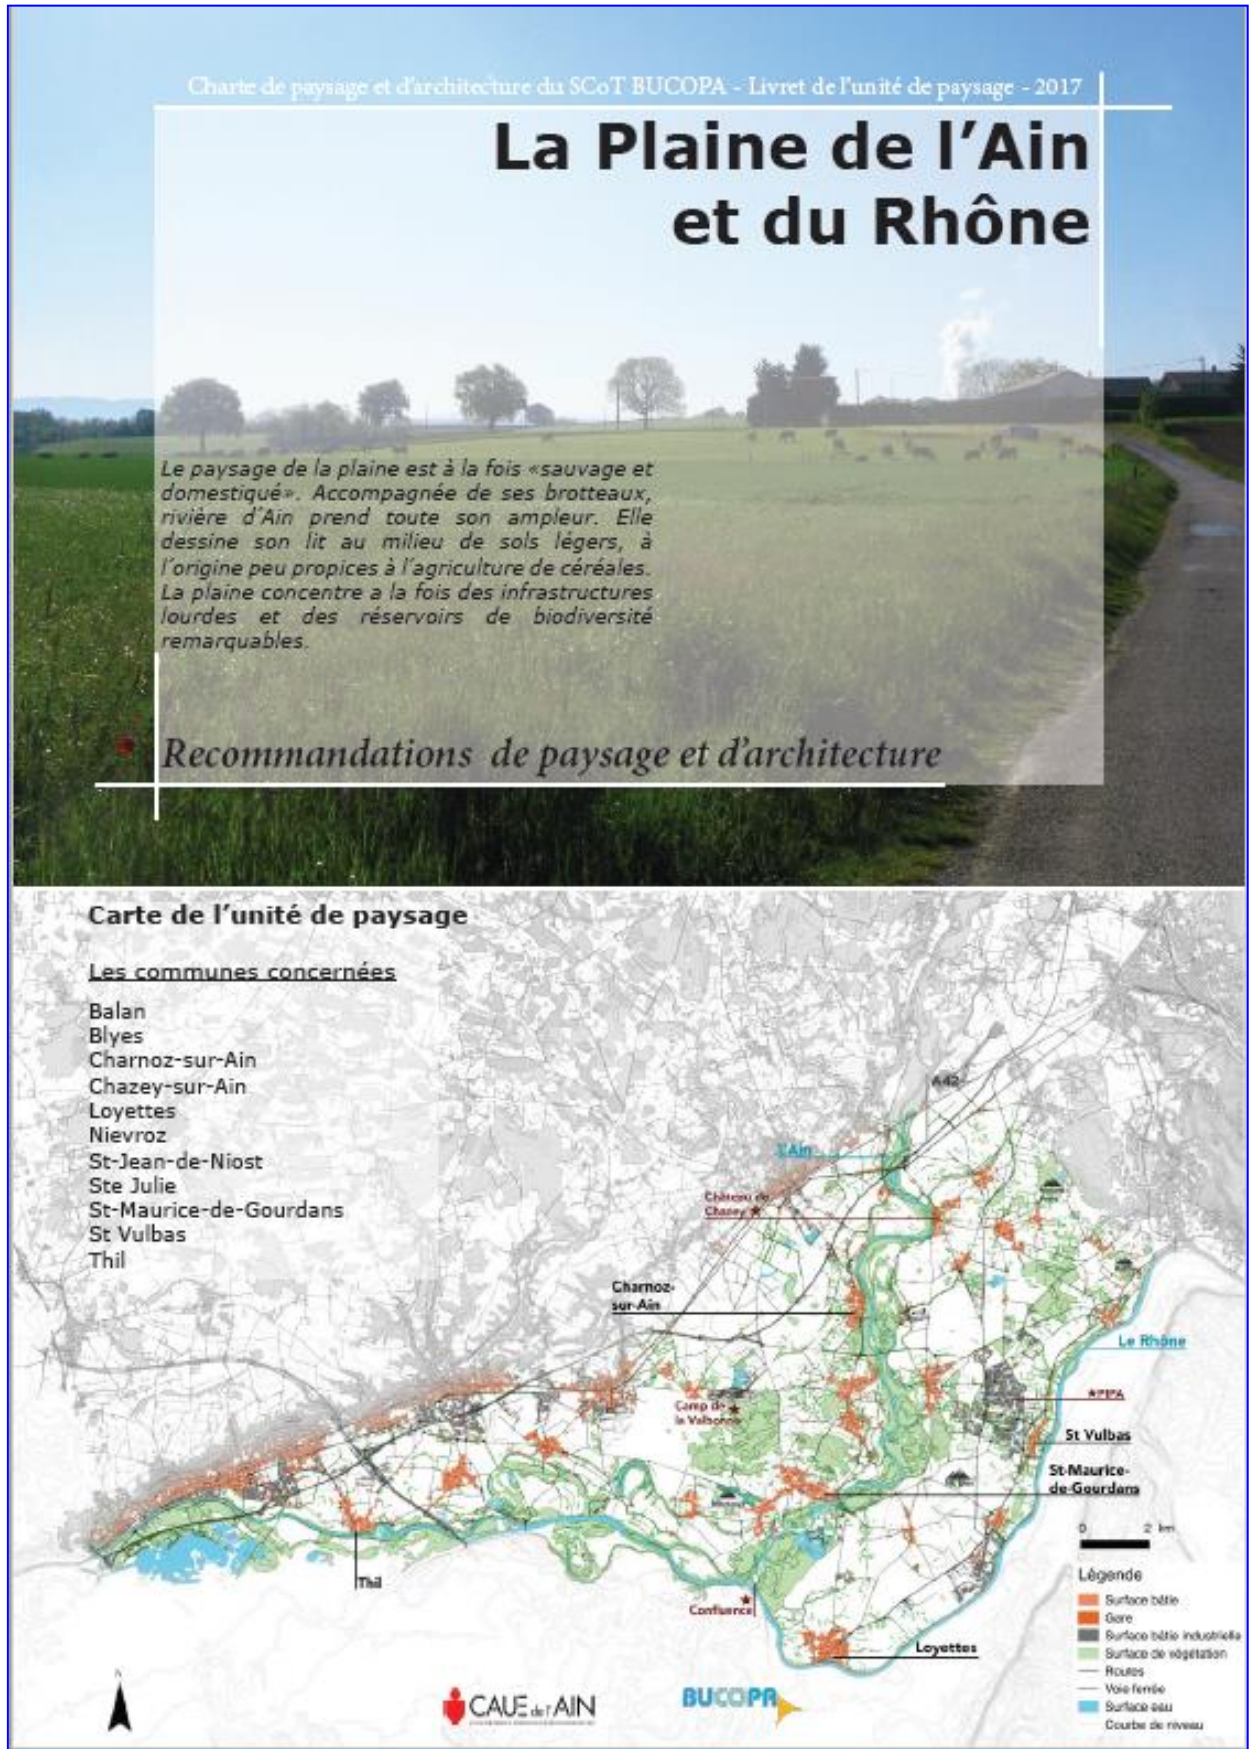 Charte de paysage et d'architecture du SCoT BUCOPA - Livret de l'unité de paysage - 2017
La Plaine de l'Ain
et du Rhône
Le paysage de la plaine est à la fois «sauvage et
domestiqué». Accompagnée de ses brotteaux,
rivière d'Ain prend toute son ampleur. Elle
dessine son lit au milieu de sols légers, à
l'origine peu propices à l'agriculture de céréales.
La plaine concentre a la fois des infrastructures
lourdes et des réservoirs de biodiversité
remarquables.
Recommandations de paysage et d'architecture
Carte de l'unité de paysage
Les communes concernées
Balan
Blyes
Charnoz-sur-Ain
Chazey-sur-Ain
Loyettes
Nievroz
St-Jean-de-Niost
Ste Julie
St-Maurice-de-Gourdans
St Vulbas
Thil
A42
L'Ain
Château de
Chazey
Charnoz-
sur-Ain
Le Rhône
PIPA
Camp de
la Valbonne
St Vulbas
St-Maurice-
de-Gourdans
Thil
Confluence
Loyettes
0 2 km
Légende
Surface bâtie
Gare
Surface bâtie industrielle
Surface de végétation
Routes
Voie ferrée
Surface eau
Courbe de niveau
N
CAUE de l'AIN
BUCOPA